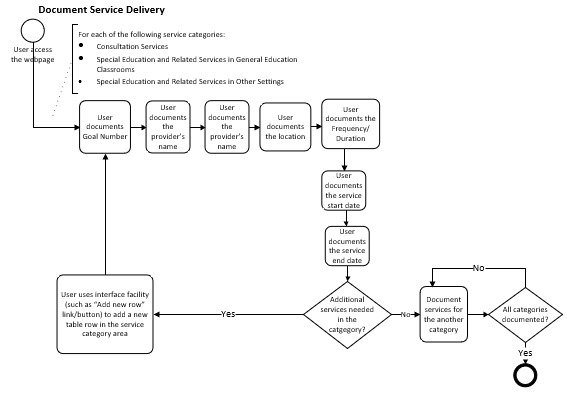 Document Service Delivery
User access
the webpage
For each of the following service categories:
• Consultation Services
• Special Education and Related Services in General Education
Classrooms
• Special Education and Related Services in Other Settings
User
documents
Goal Number
User
documents
the
provider's
name
User
documents
the
provider's
name
User
documents
the location
User
documents the
Frequency/
Duration
User
documents
the service
start date
User
documents
the service
end date
Additional
services needed
in the
catgegory?
Yes
User uses interface facility
(such as "Add new row"
link/button) to add a new
table row in the service
category area
No
Document
services for
the another
category
All categories
documented?
No
Yes